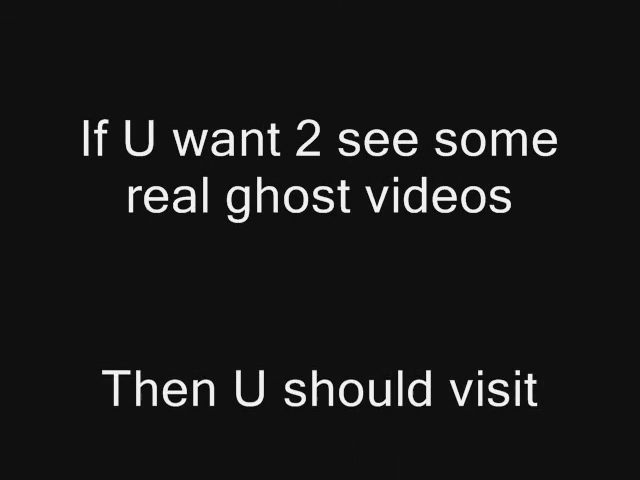 If U want 2 see some
real ghost videos
Then U should visit